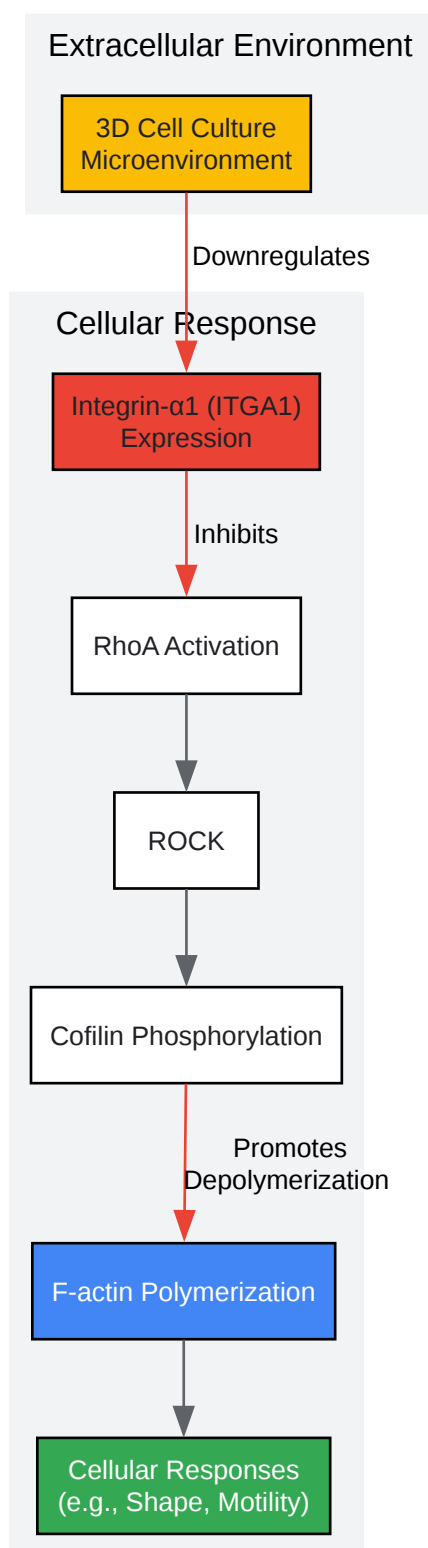 Extracellular Environment
3D Cell Culture
Microenvironment
Downregulates
Cellular Response
Integrin-α1 (ITGA1)
Expression
Inhibits
RhoA Activation
ROCK
Cofilin Phosphorylation
Promotes
Depolymerization
F-actin Polymerization
Cellular Responses
(e.g., Shape, Motility)